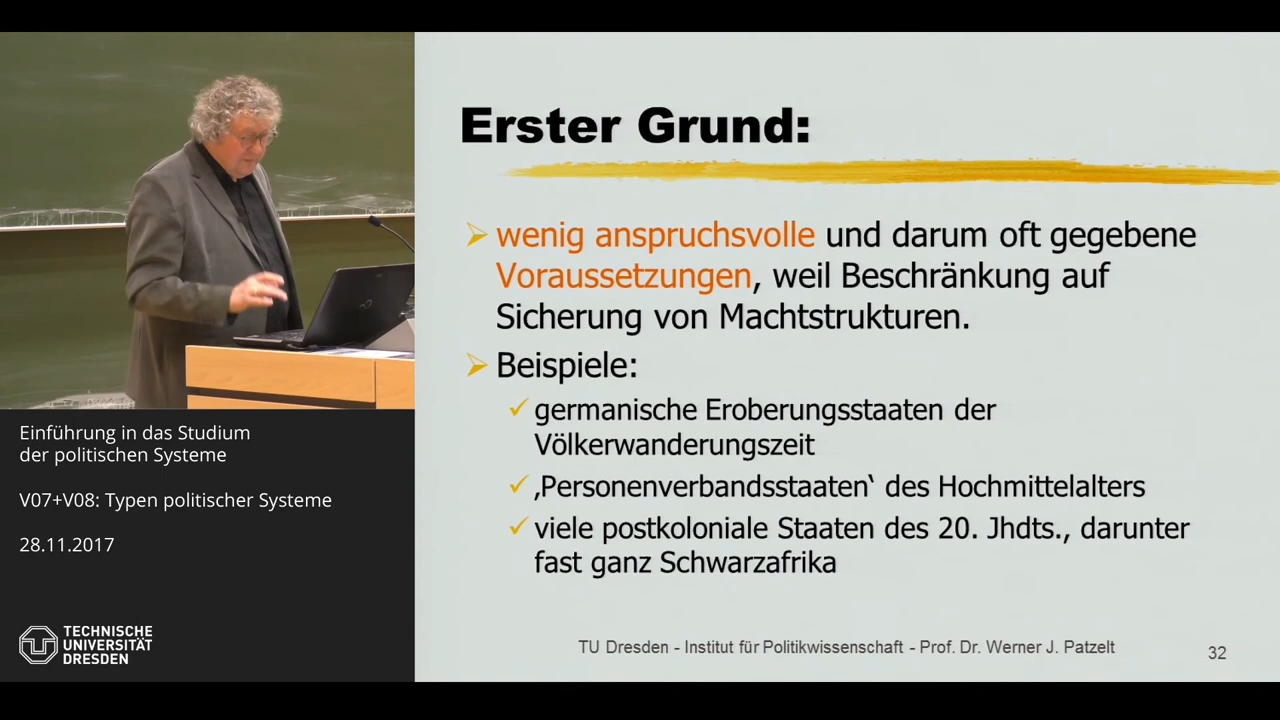 Erster Grund:
wenig anspruchsvolle und darum oft gegebene
Voraussetzungen, weil Beschränkung auf
Sicherung von Machtstrukturen.
Beispiele:
germanische Eroberungsstaaten der
Völkerwanderungszeit
‚Personenverbandsstaaten‘ des Hochmittelalters
viele postkoloniale Staaten des 20. Jhdts., darunter
fast ganz Schwarzafrika
TU Dresden - Institut für Politikwissenschaft - Prof. Dr. Werner J. Patzelt
32
Einführung in das Studium
der politischen Systeme
V07+V08: Typen politischer Systeme
28.11.2017
TECHNISCHE
UNIVERSITÄT
DRESDEN